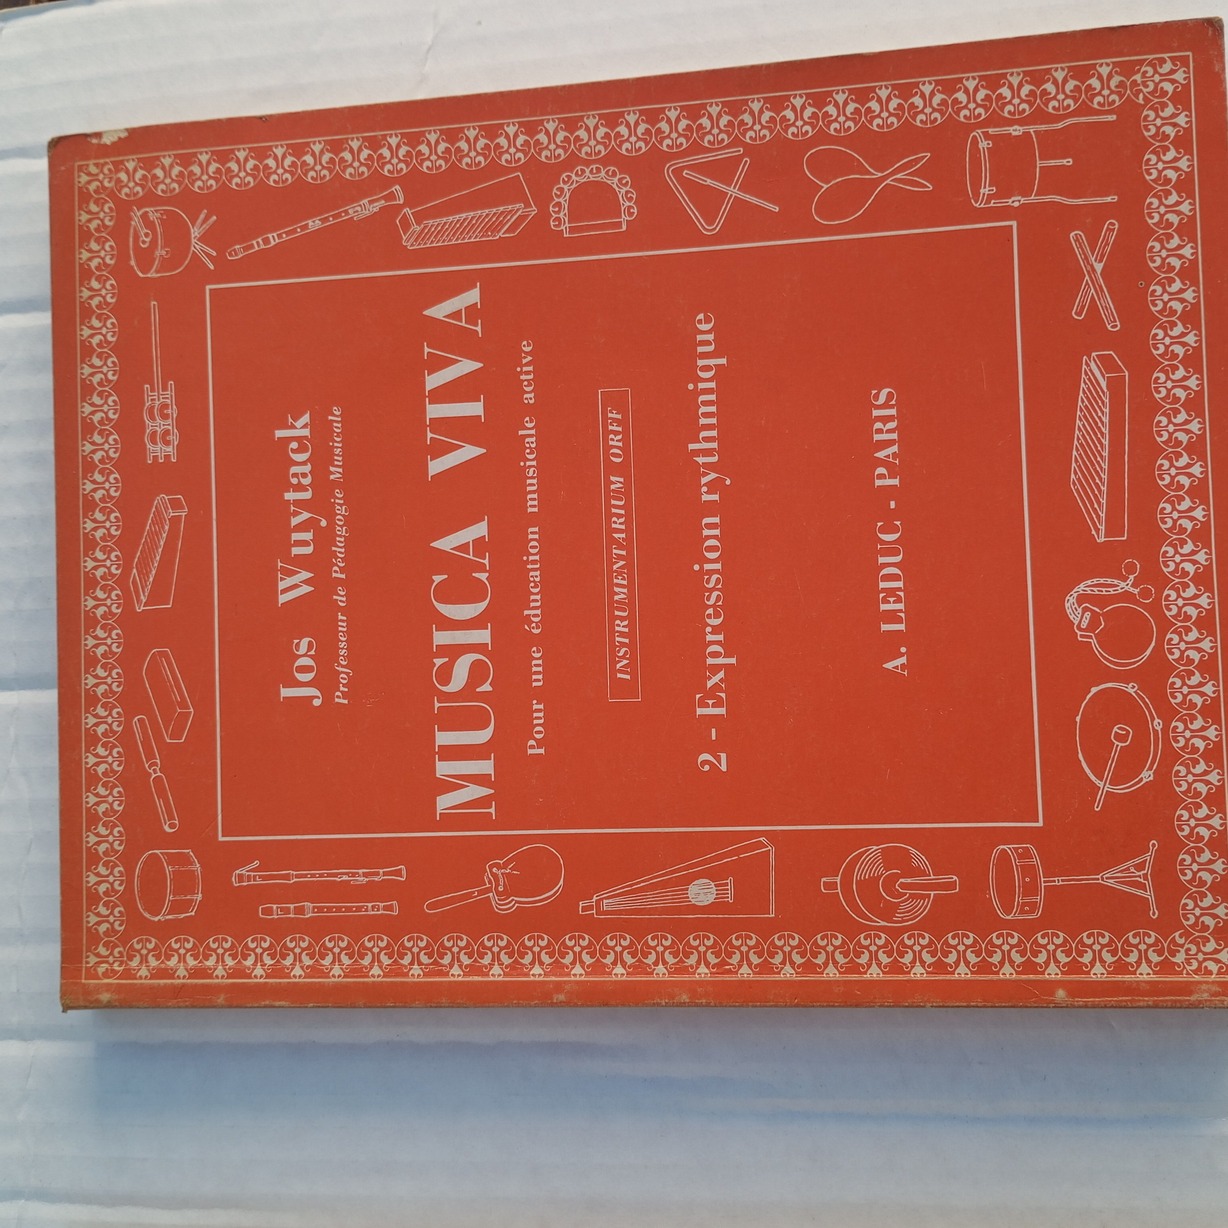 Jos Wuytack
Professeur de Pédagogie Musicale
MUSICA VIVA
Pour une éducation musicale active
INSTRUMENTARIUM ORFF
2 - Expression rythmique
A. LEDUC - PARIS